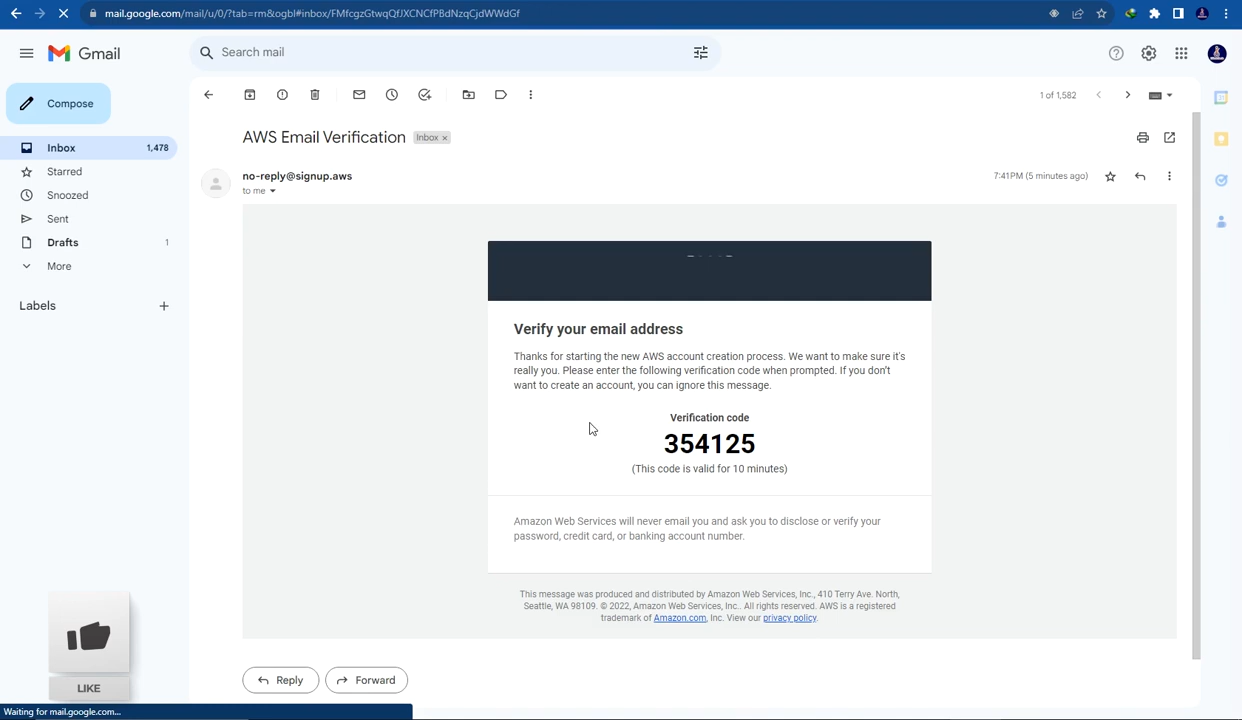 mail.google.com/mail/u/0/?tab=rm&ogbl#inbox/FMfcgzGtwqQfJXCNCfPBdNzqCjdWWdGf
Gmail
Search mail
Compose
1 of 1,582
Inbox 1,478
Starred
Snoozed
Sent
Drafts 1
More
Labels
AWS Email Verification Inbox ×
no-reply@signup.aws
7:41 PM (5 minutes ago)
to me
Verify your email address
Thanks for starting the new AWS account creation process. We want to make sure it's
really you. Please enter the following verification code when prompted. If you don't
want to create an account, you can ignore this message.
Verification code
354125
(This code is valid for 10 minutes)
Amazon Web Services will never email you and ask you to disclose or verify your
password, credit card, or banking account number.
This message was produced and distributed by Amazon Web Services, Inc., 410 Terry Ave. North,
Seattle, WA 98109. © 2022, Amazon Web Services, Inc.. All rights reserved. AWS is a registered
trademark of Amazon.com, Inc. View our privacy policy.
Reply
Forward
LIKE
Waiting for mail.google.com...